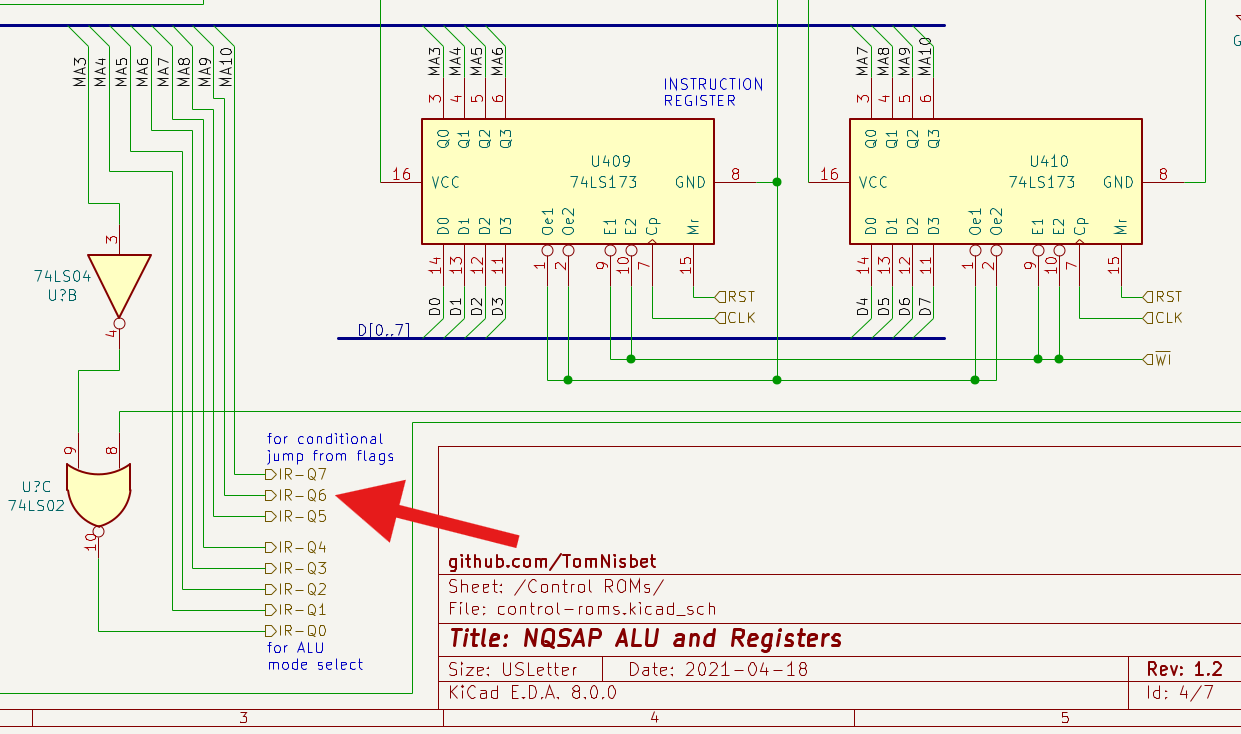 MA3 MA4 MA5 MA6 MA7 MA8 MA9 MA10
MA3 MA4 MA5 MA6
MA7 MA8 MA9 MA10
INSTRUCTION
REGISTER
3 4 5 6
3 4 5 6
Q0 Q1 Q2 Q3
Q0 Q1 Q2 Q3
U409
74LS173
16 VCC GND 8
U410
74LS173
16 VCC GND 8
D0 D1 D2 D3 Oe1 Oe2 E1 E2 Cp Mr
D0 D1 D2 D3 Oe1 Oe2 E1 E2 Cp Mr
14 13 12 11 1 2 9 10 7 15
14 13 12 11 1 2 9 10 7 15
D0 D1 D2 D3
D4 D5 D6 D7
RST
CLK
RST
CLK
D[0..7]
WI
3
74LS04
U?B
4
9 8
U?C
74LS02
10
for conditional
jump from flags
IR-Q7
IR-Q6
IR-Q5
IR-Q4
IR-Q3
IR-Q2
IR-Q1
IR-Q0
for ALU
mode select
github.com/TomNisbet
Sheet: /Control ROMs/
File: control-roms.kicad_sch
Title: NQSAP ALU and Registers
Size: USLetter Date: 2021-04-18 Rev: 1.2
KiCad E.D.A. 8.0.0 Id: 4/7
3 4 5